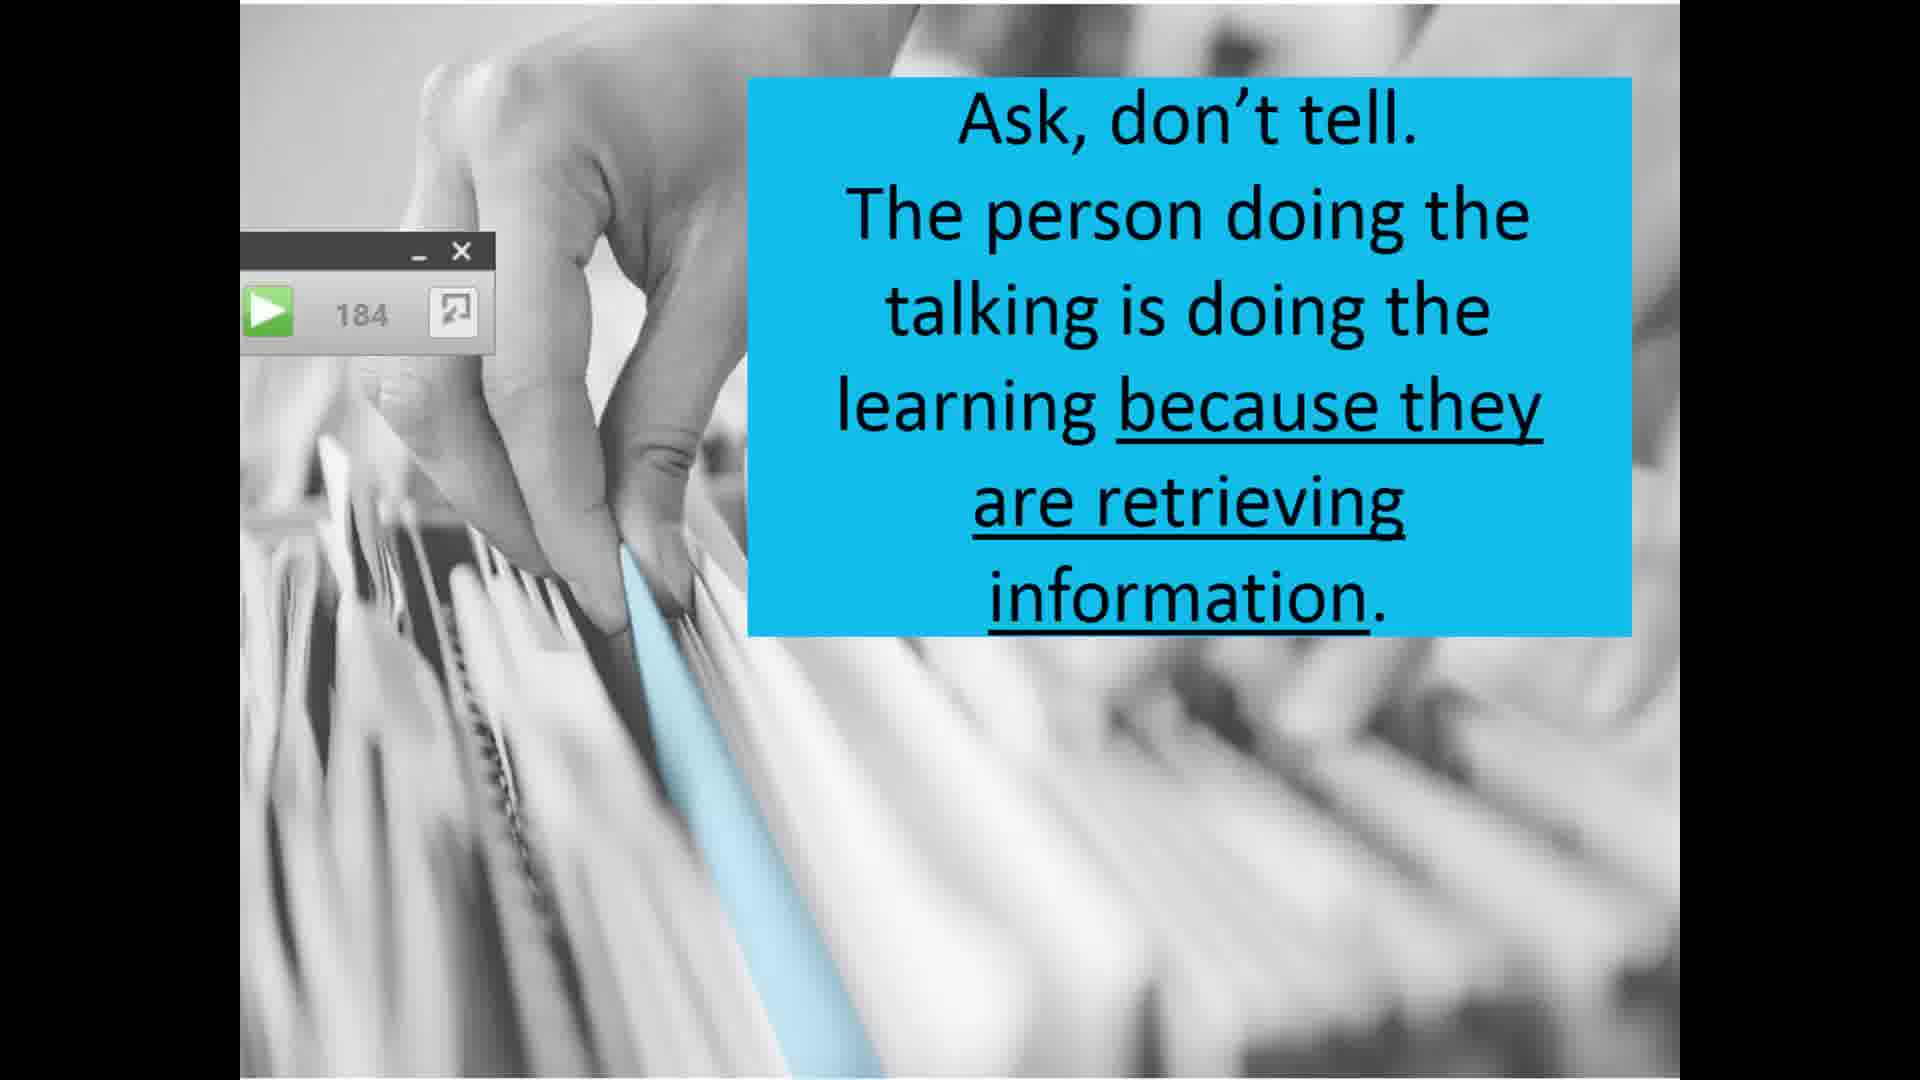 Ask, don’t tell.
The person doing the
talking is doing the
learning because they
are retrieving
information.
184